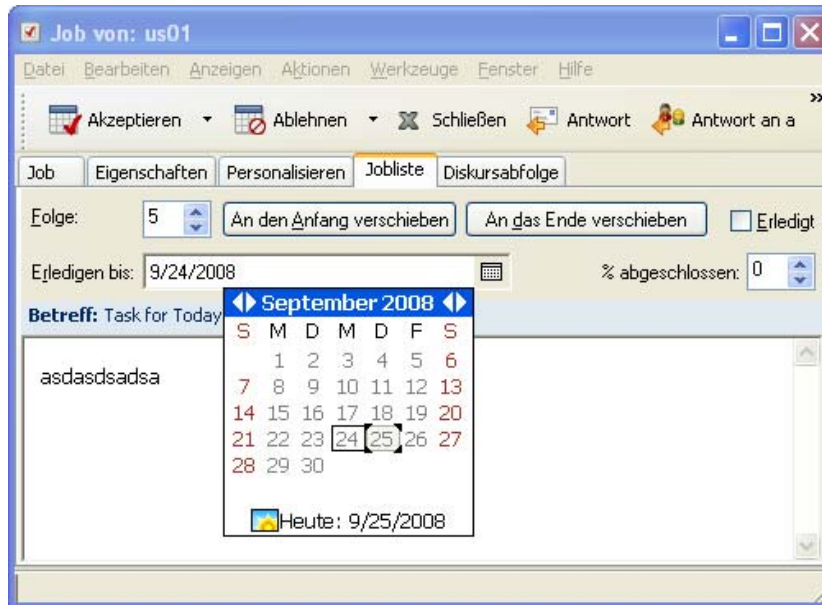 Job von: us01
Datei Bearbeiten Anzeigen Aktionen Werkzeuge Fenster Hilfe
Akzeptieren Ablehnen Schließen Antwort Antwort an a »
Job Eigenschaften Personalisieren Jobliste Diskursabfolge
Folge: 5 An den Anfang verschieben An das Ende verschieben Erledigt
Erledigen bis: 9/24/2008 % abgeschlossen: 0
Betreff: Task for Today
asdasdsadsa
September 2008
S M D M D F S
1 2 3 4 5 6
7 8 9 10 11 12 13
14 15 16 17 18 19 20
21 22 23 24 25 26 27
28 29 30
Heute: 9/25/2008